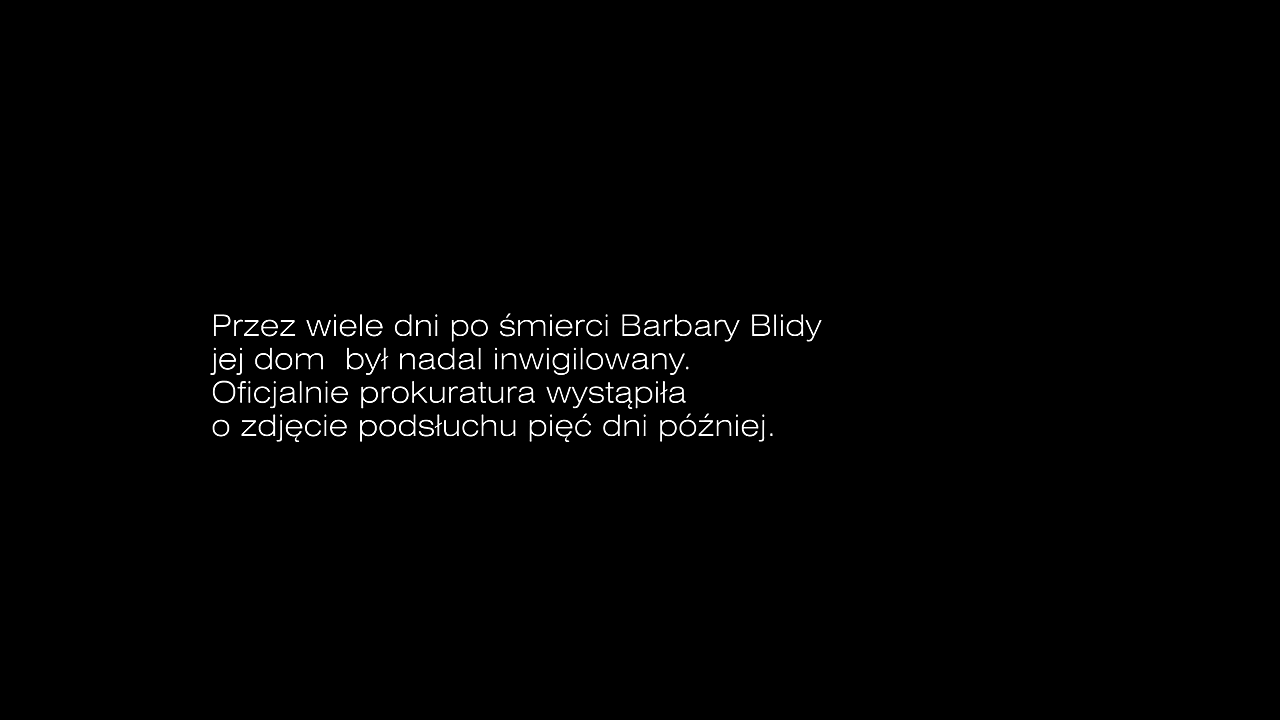 Przez wiele dni po śmierci Barbary Blidy
jej dom  był nadal inwigilowany.
Oficjalnie prokuratura wystąpiła
o zdjęcie podsłuchu pięć dni później.